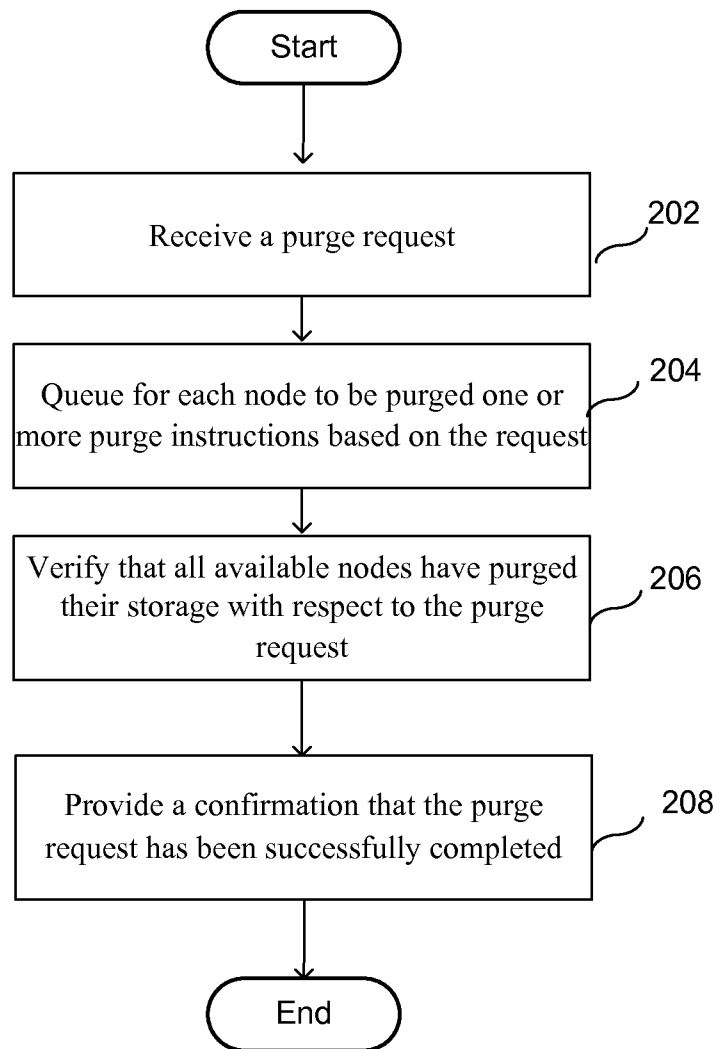 Start
Receive a purge request
202
Queue for each node to be purged one or
more purge instructions based on the request
204
Verify that all available nodes have purged
their storage with respect to the purge
request
206
Provide a confirmation that the purge
request has been successfully completed
208
End